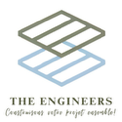 THE ENGINEERS
Construisons votre projet ensemble!